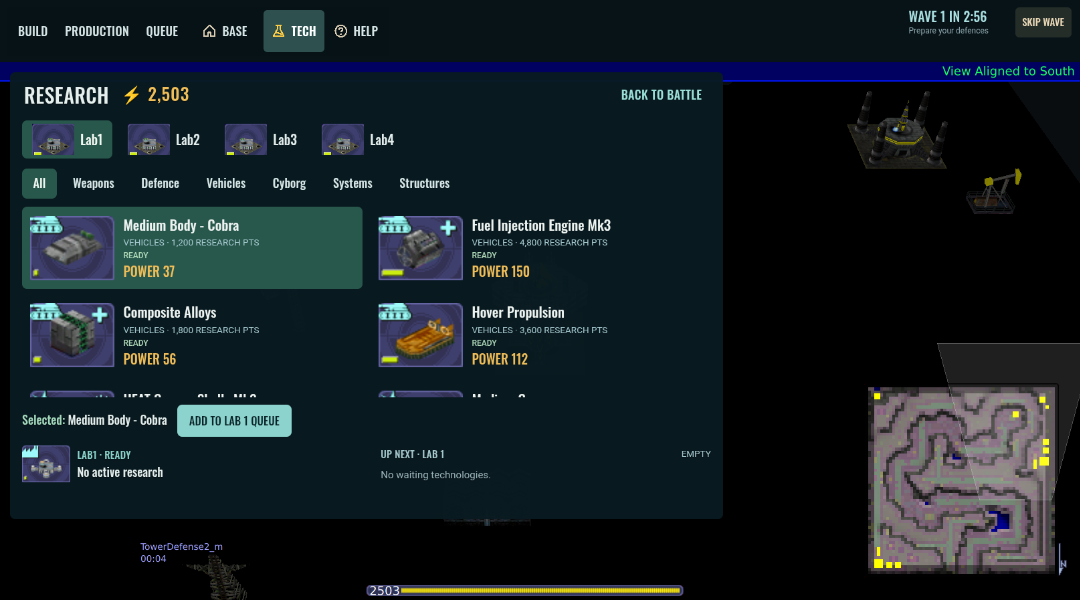 BUILD PRODUCTION QUEUE BASE TECH HELP
WAVE 1 IN 2:56
Prepare your defences
SKIP WAVE
View Aligned to South
RESEARCH 2,503
BACK TO BATTLE
Lab1 Lab2 Lab3 Lab4
All Weapons Defence Vehicles Cyborg Systems Structures
Medium Body - Cobra
VEHICLES · 1,200 RESEARCH PTS
READY
POWER 37
Fuel Injection Engine Mk3
VEHICLES · 4,800 RESEARCH PTS
READY
POWER 150
Composite Alloys
VEHICLES · 1,800 RESEARCH PTS
READY
POWER 56
Hover Propulsion
VEHICLES · 3,600 RESEARCH PTS
READY
POWER 112
Selected: Medium Body - Cobra
ADD TO LAB 1 QUEUE
LAB1 · READY
No active research
UP NEXT · LAB 1
EMPTY
No waiting technologies.
TowerDefense2_m
00:04
2503
N